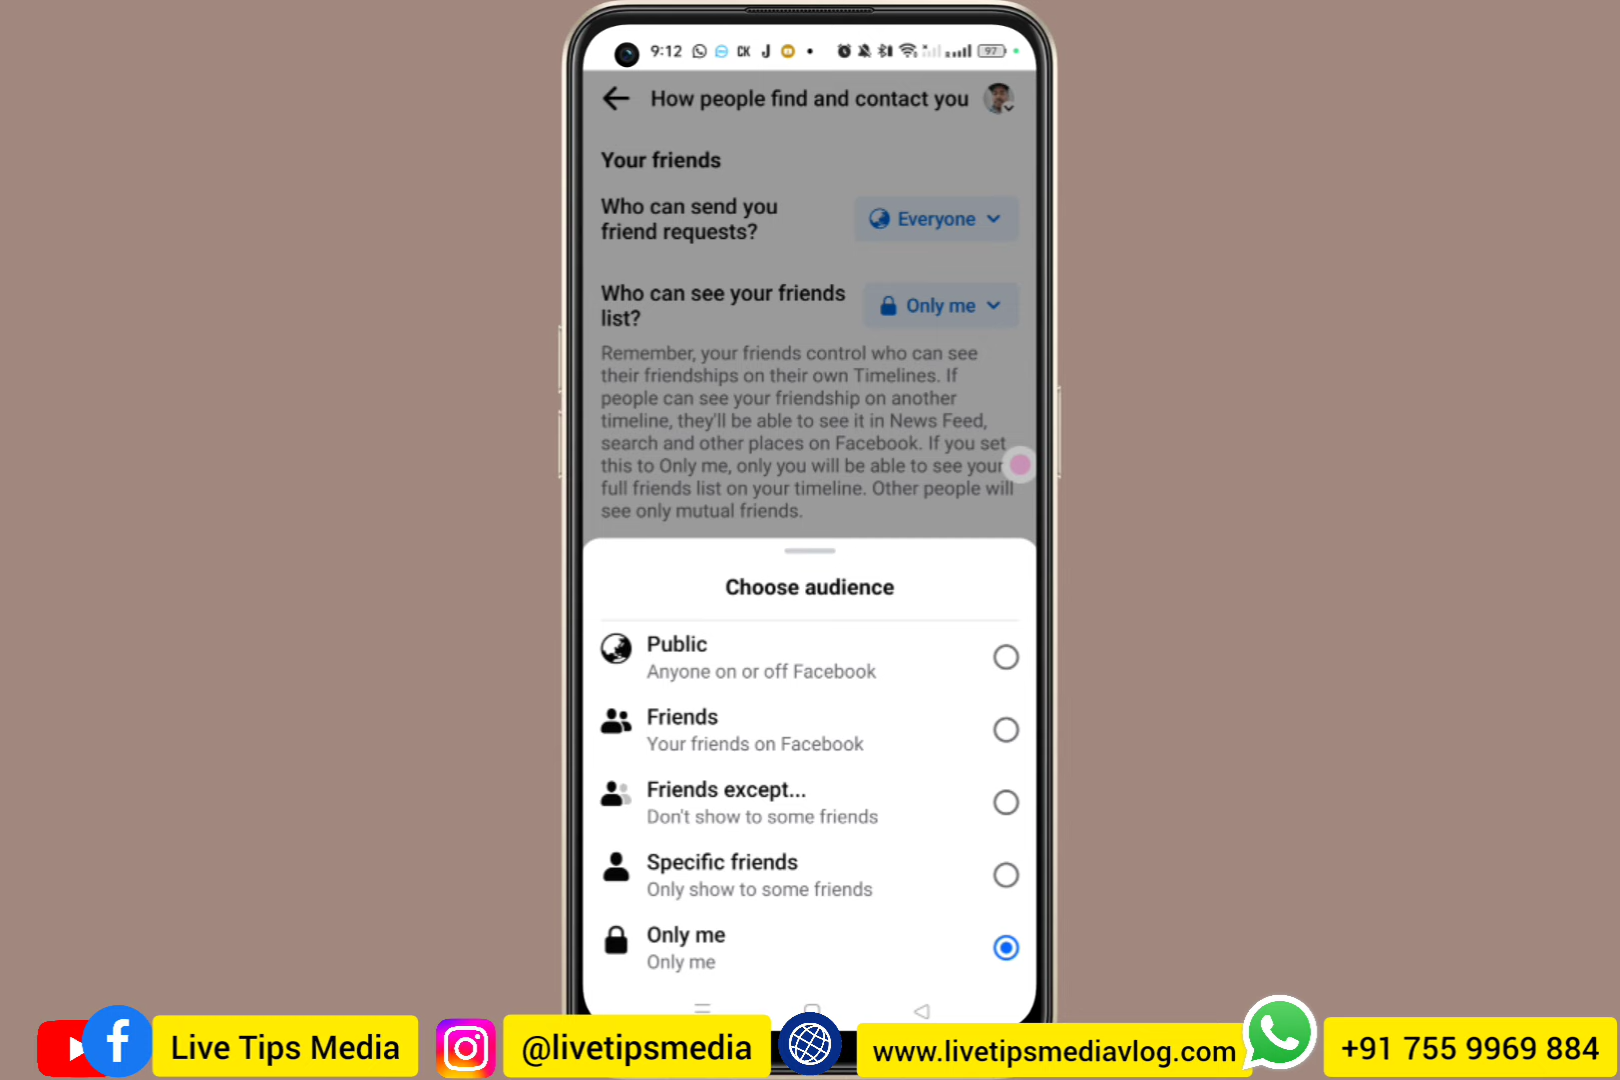 9:12 CK J 97
How people find and contact you
Your friends
Who can send you
friend requests?
Everyone
Who can see your friends
list?
Only me
Remember, your friends control who can see
their friendships on their own Timelines. If
people can see your friendship on another
timeline, they'll be able to see it in News Feed,
search and other places on Facebook. If you set
this to Only me, only you will be able to see your
full friends list on your timeline. Other people will
see only mutual friends.
Choose audience
Public
Anyone on or off Facebook
Friends
Your friends on Facebook
Friends except...
Don't show to some friends
Specific friends
Only show to some friends
Only me
Only me
Live Tips Media
@livetipsmedia
www.livetipsmediavlog.com
+91 755 9969 884